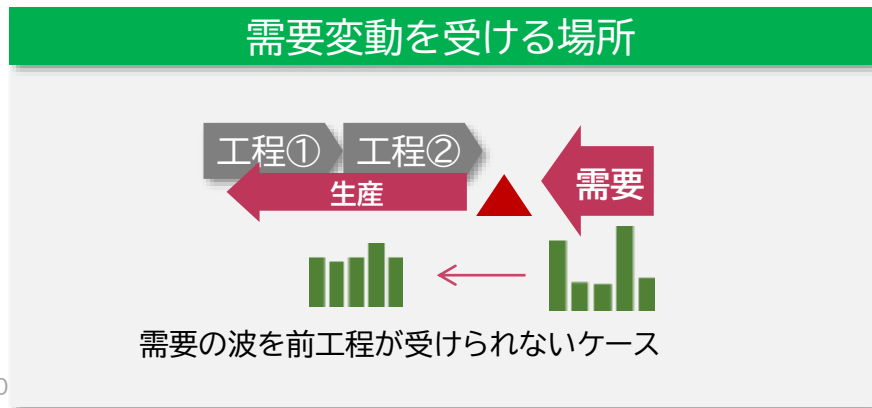 需要変動を受ける場所
工程① 工程②
生産
需要
需要の波を前工程が受けられないケース
0